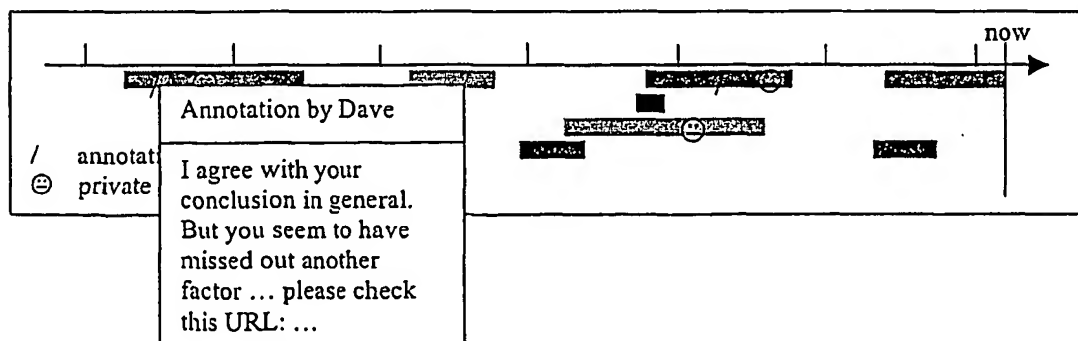 now
Annotation by Dave
/ annotati
private
I agree with your
conclusion in general.
But you seem to have
missed out another
factor ... please check
this URL: ...